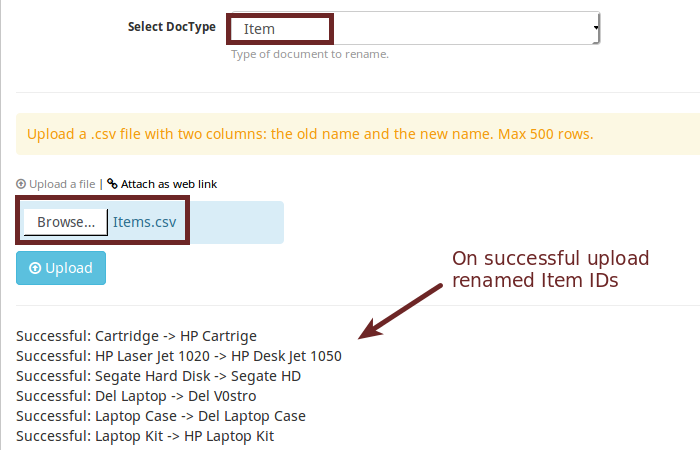 Select DocType
Item
Type of document to rename.
Upload a .csv file with two columns: the old name and the new name. Max 500 rows.
Upload a file | Attach as web link
Browse... Items.csv
Upload
On successful upload
renamed Item IDs
Successful: Cartridge -> HP Cartrige
Successful: HP Laser Jet 1020 -> HP Desk Jet 1050
Successful: Segate Hard Disk -> Segate HD
Successful: Del Laptop -> Del V0stro
Successful: Laptop Case -> Del Laptop Case
Successful: Laptop Kit -> HP Laptop Kit